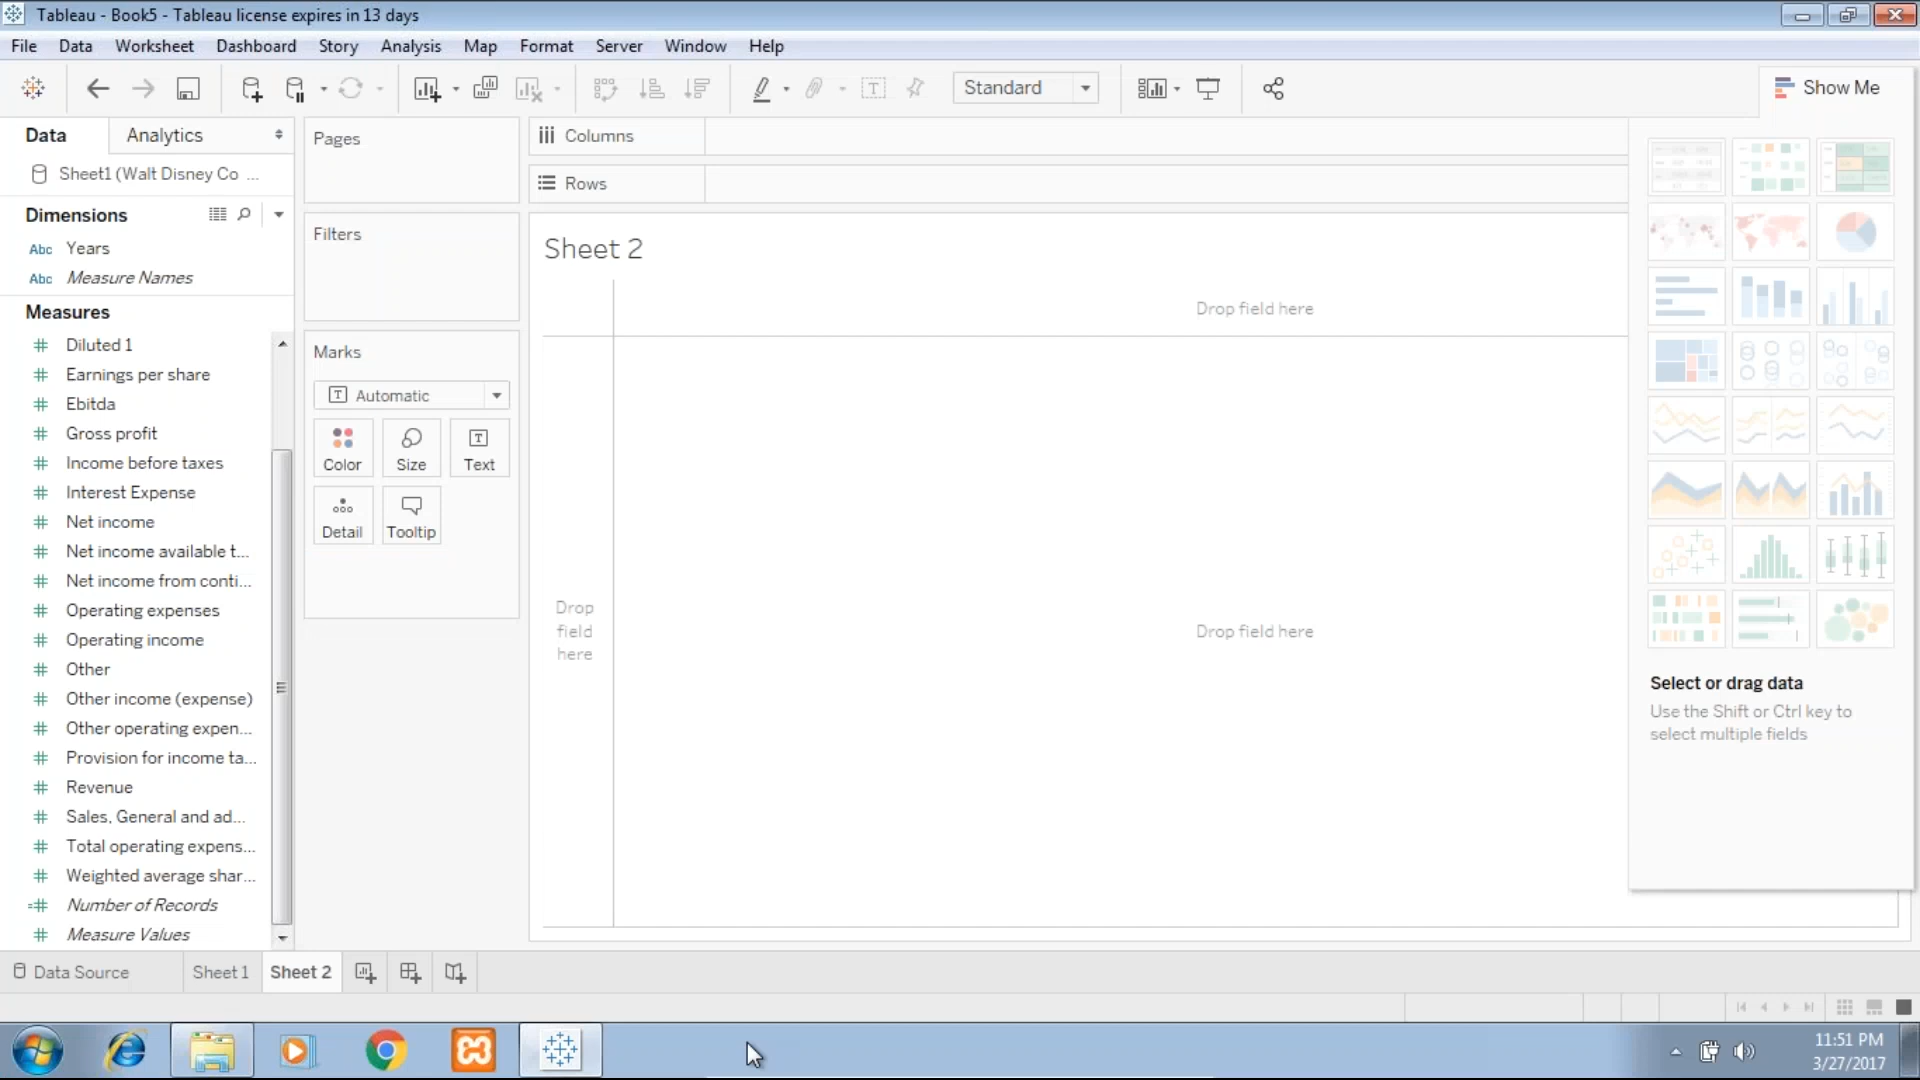 Tableau - Book5 - Tableau license expires in 13 days
File Data Worksheet Dashboard Story Analysis Map Format Server Window Help
Standard
Show Me
Data
Analytics
Pages
Columns
Sheet1 (Walt Disney Co ...
Rows
Dimensions
Abc Years
Abc Measure Names
Filters
Sheet 2
Measures
Diluted 1
Earnings per share
Ebitda
Gross profit
Income before taxes
Interest Expense
Net income
Net income available t...
Net income from conti...
Operating expenses
Operating income
Other
Other income (expense)
Other operating expen...
Provision for income ta...
Revenue
Sales, General and ad...
Total operating expens...
Weighted average shar...
Number of Records
Measure Values
Marks
Automatic
Color
Size
Text
Detail
Tooltip
Drop field here
Drop
field
here
Drop field here
Select or drag data
Use the Shift or Ctrl key to
select multiple fields
Data Source
Sheet 1
Sheet 2
11:51 PM
3/27/2017